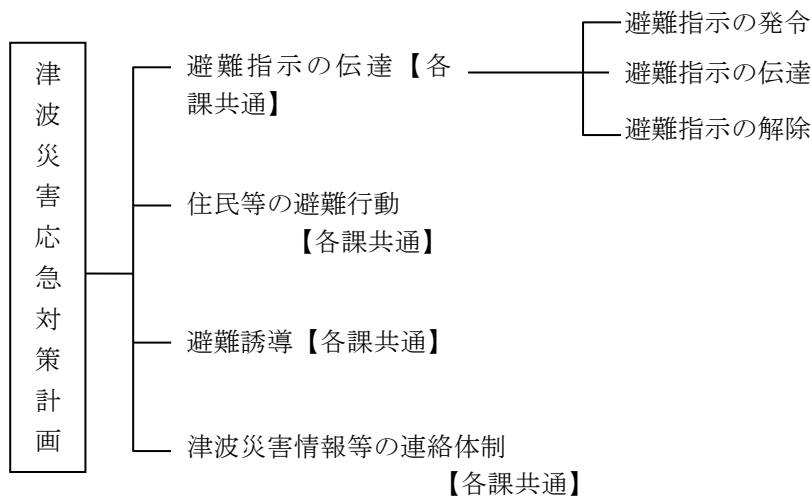 津波災害応急対策計画
避難指示の伝達【各
課共通】
避難指示の発令
避難指示の伝達
避難指示の解除
住民等の避難行動
【各課共通】
避難誘導【各課共通】
津波災害情報等の連絡体制
【各課共通】